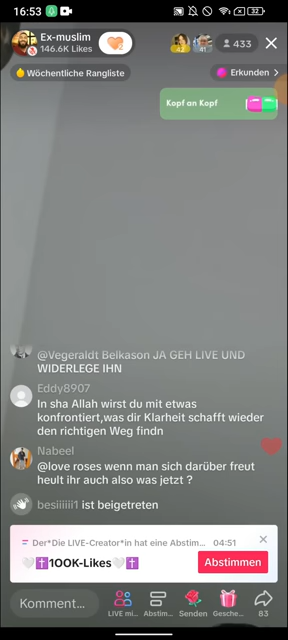 16:53
32
Ex-muslim
146.6K Likes
42
41
433
Wöchentliche Rangliste
Erkunden
Kopf an Kopf
@Vegeraldt Belkason JA GEH LIVE UND
WIDERLEGE IHN
Eddy8907
In sha Allah wirst du mit etwas
konfrontiert,was dir Klarheit schafft wieder
den richtigen Weg findn
Nabeel
@love roses wenn man sich darüber freut
heult ihr auch also was jetzt ?
besiiiiii1 ist beigetreten
Der*Die LIVE-Creator*in hat eine Abstim... 04:51
🤍✝️100K-Likes🤍✝️
Abstimmen
Komment...
LIVE mi...
Abstim...
Senden
Gesche...
83